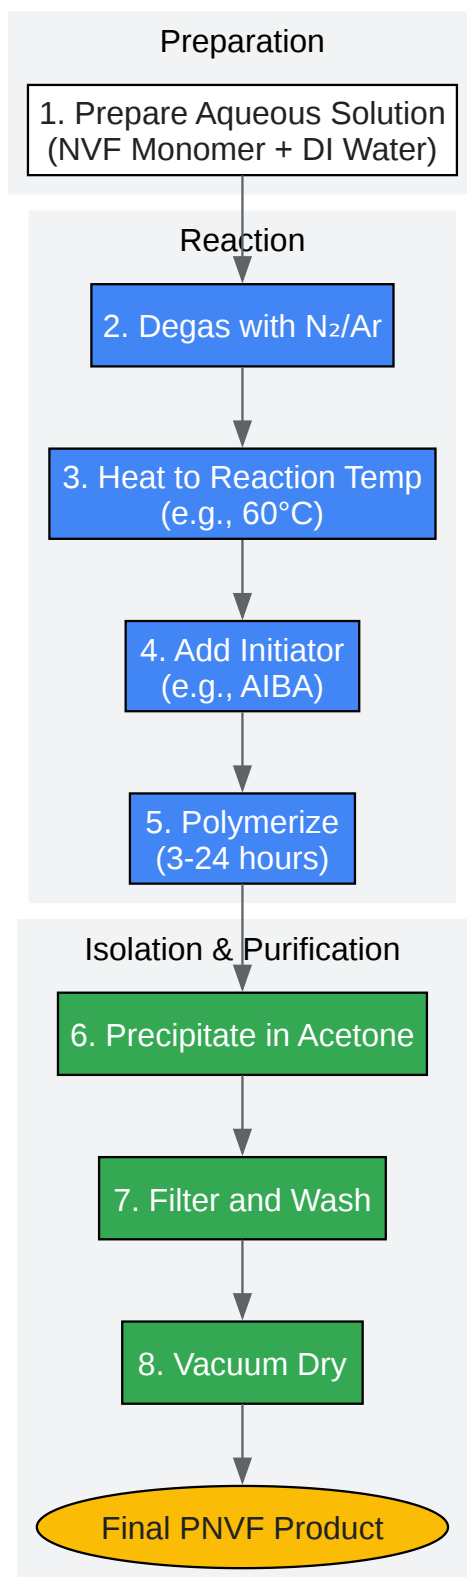 Preparation
1. Prepare Aqueous Solution
(NVF Monomer + DI Water)
Reaction
2. Degas with N₂/Ar
3. Heat to Reaction Temp
(e.g., 60°C)
4. Add Initiator
(e.g., AIBA)
5. Polymerize
(3-24 hours)
Isolation & Purification
6. Precipitate in Acetone
7. Filter and Wash
8. Vacuum Dry
Final PNVF Product